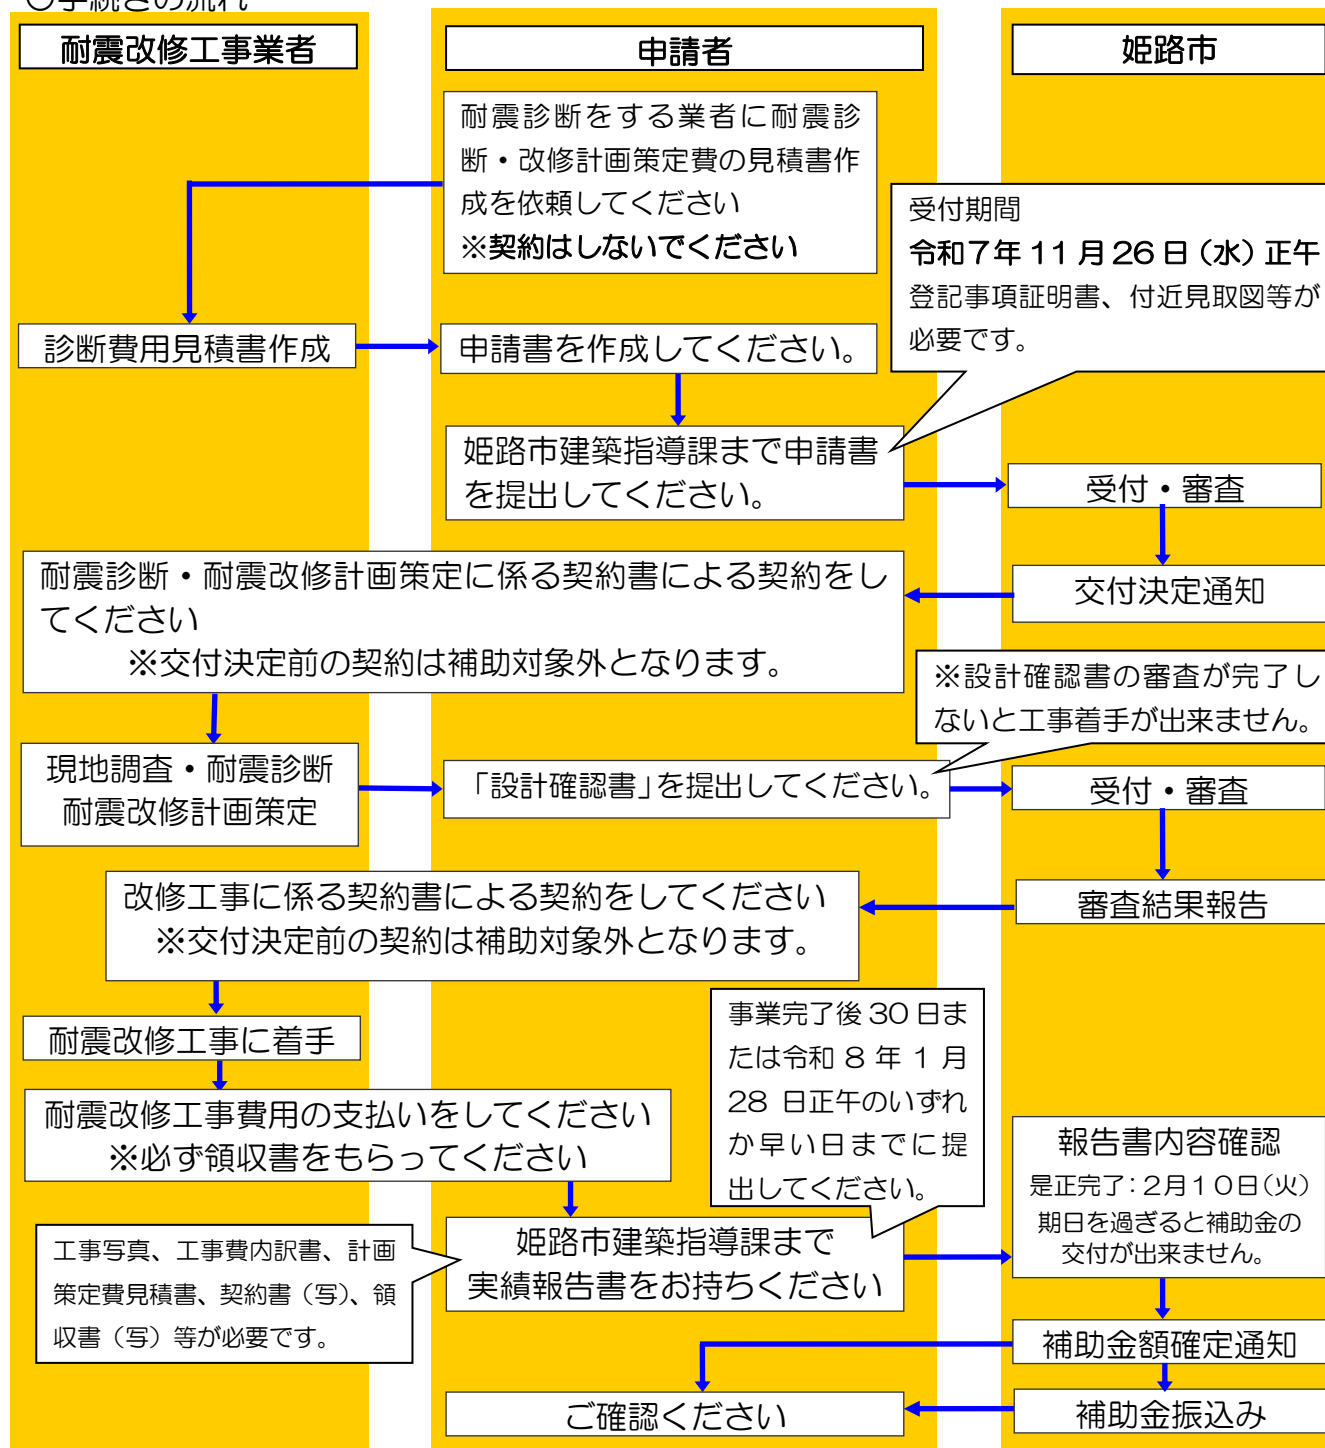 〇手続きの流れ
耐震改修工事業者
申請者
姫路市
耐震診断をする業者に耐震診
断・改修計画策定費の見積書作
成を依頼してください
※契約はしないでください
受付期間
令和7年11月26日（水）正午
登記事項証明書、付近見取図等が
必要です。
診断費用見積書作成
申請書を作成してください。
姫路市建築指導課まで申請書
を提出してください。
受付・審査
交付決定通知
耐震診断・耐震改修計画策定に係る契約書による契約をし
てください
※交付決定前の契約は補助対象外となります。
※設計確認書の審査が完了し
ないと工事着手が出来ません。
現地調査・耐震診断
耐震改修計画策定
「設計確認書」を提出してください。
受付・審査
審査結果報告
改修工事に係る契約書による契約をしてください
※交付決定前の契約は補助対象外となります。
耐震改修工事に着手
事業完了後30日ま
たは令和8年1月
28日正午のいずれ
か早い日までに提
出してください。
耐震改修工事費用の支払いをしてください
※必ず領収書をもらってください
報告書内容確認
是正完了：2月10日（火）
期日を過ぎると補助金の
交付が出来ません。
工事写真、工事費内訳書、計画
策定費見積書、契約書（写）、領
収書（写）等が必要です。
姫路市建築指導課まで
実績報告書をお持ちください
補助金額確定通知
ご確認ください
補助金振込み